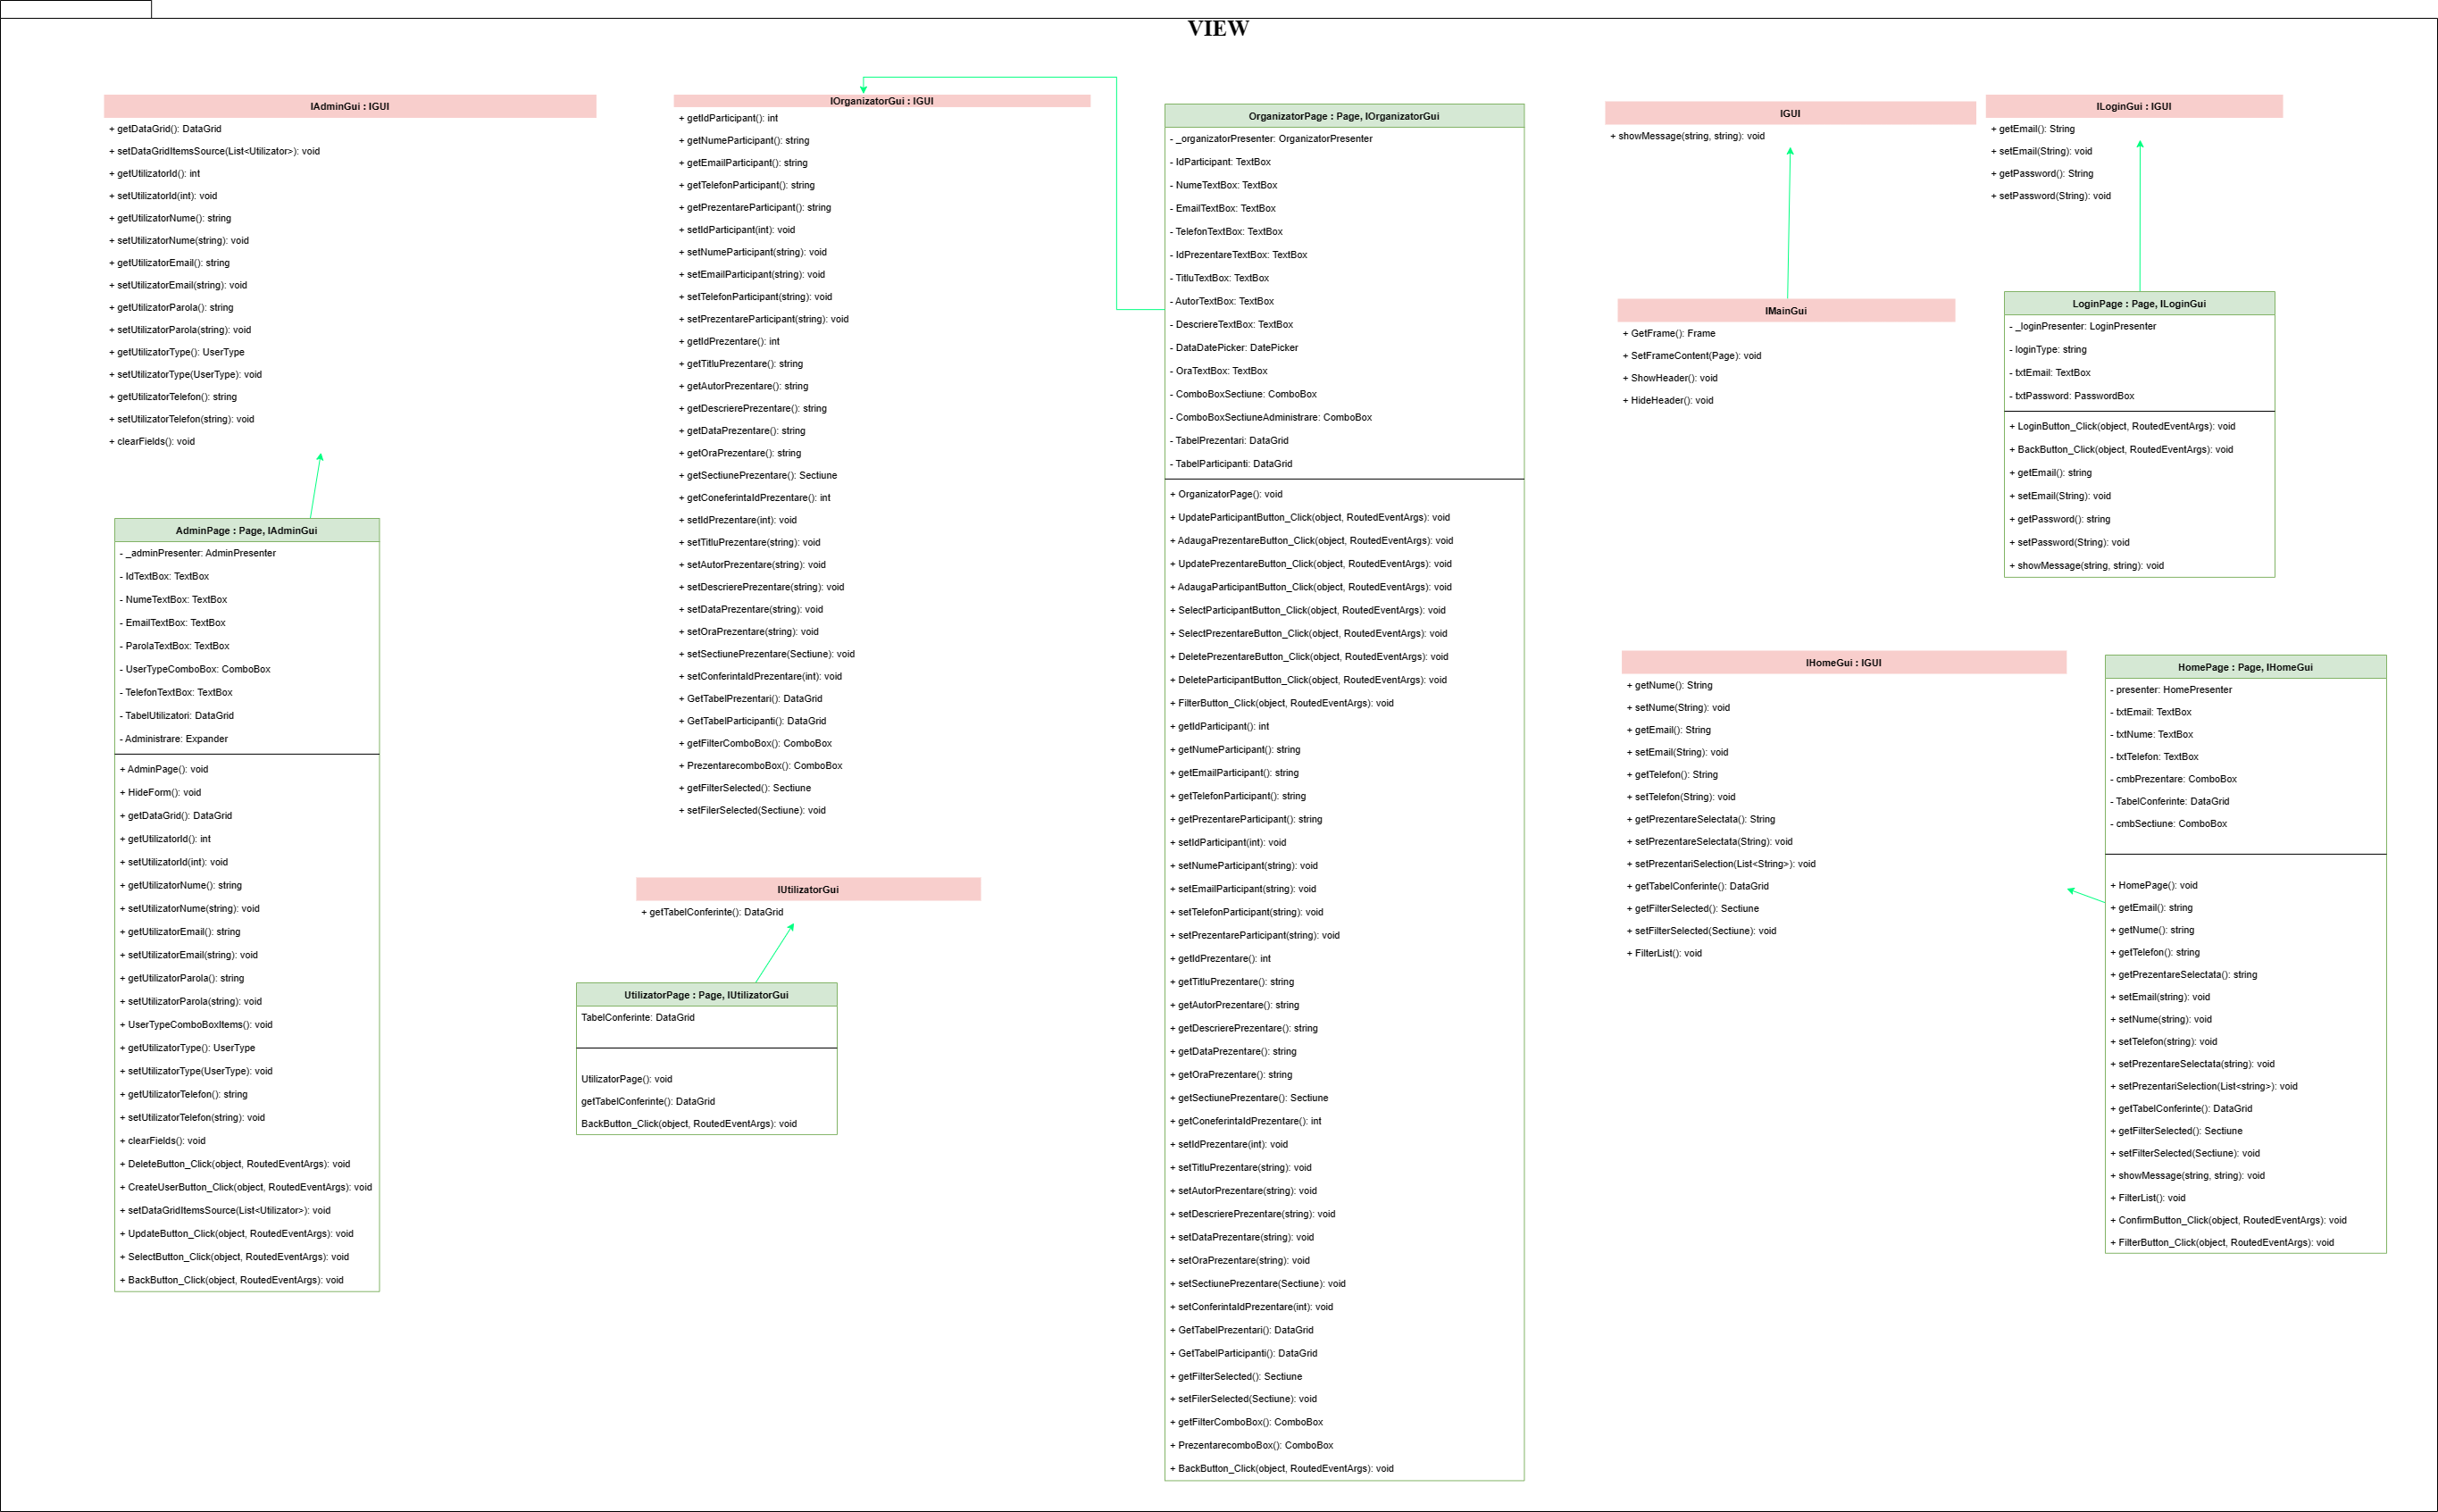 VIEW
IAdminGui : IGUI
+ getDataGrid(): DataGrid
+ setDataGridItemsSource(List<Utilizator>): void
+ getUtilizatorId(): int
+ setUtilizatorId(int): void
+ getUtilizatorNume(): string
+ setUtilizatorNume(string): void
+ getUtilizatorEmail(): string
+ setUtilizatorEmail(string): void
+ getUtilizatorParola(): string
+ setUtilizatorParola(string): void
+ getUtilizatorType(): UserType
+ setUtilizatorType(UserType): void
+ getUtilizatorTelefon(): string
+ setUtilizatorTelefon(string): void
+ clearFields(): void
AdminPage : Page, IAdminGui
- _adminPresenter: AdminPresenter
- IdTextBox: TextBox
- NumeTextBox: TextBox
- EmailTextBox: TextBox
- ParolaTextBox: TextBox
- UserTypeComboBox: ComboBox
- TelefonTextBox: TextBox
- TabelUtilizatori: DataGrid
- Administrare: Expander
+ AdminPage(): void
+ HideForm(): void
+ getDataGrid(): DataGrid
+ getUtilizatorId(): int
+ setUtilizatorId(int): void
+ getUtilizatorNume(): string
+ setUtilizatorNume(string): void
+ getUtilizatorEmail(): string
+ setUtilizatorEmail(string): void
+ getUtilizatorParola(): string
+ setUtilizatorParola(string): void
+ UserTypeComboBoxItems(): void
+ getUtilizatorType(): UserType
+ setUtilizatorType(UserType): void
+ getUtilizatorTelefon(): string
+ setUtilizatorTelefon(string): void
+ clearFields(): void
+ DeleteButton_Click(object, RoutedEventArgs): void
+ CreateUserButton_Click(object, RoutedEventArgs): void
+ setDataGridItemsSource(List<Utilizator>): void
+ UpdateButton_Click(object, RoutedEventArgs): void
+ SelectButton_Click(object, RoutedEventArgs): void
+ BackButton_Click(object, RoutedEventArgs): void
IOrganizatorGui : IGUI
+ getIdParticipant(): int
+ getNumeParticipant(): string
+ getEmailParticipant(): string
+ getTelefonParticipant(): string
+ getPrezentareParticipant(): string
+ setIdParticipant(int): void
+ setNumeParticipant(string): void
+ setEmailParticipant(string): void
+ setTelefonParticipant(string): void
+ setPrezentareParticipant(string): void
+ getIdPrezentare(): int
+ getTitluPrezentare(): string
+ getAutorPrezentare(): string
+ getDescrierePrezentare(): string
+ getDataPrezentare(): string
+ getOraPrezentare(): string
+ getSectiunePrezentare(): Sectiune
+ getConeferintaIdPrezentare(): int
+ setIdPrezentare(int): void
+ setTitluPrezentare(string): void
+ setAutorPrezentare(string): void
+ setDescrierePrezentare(string): void
+ setDataPrezentare(string): void
+ setOraPrezentare(string): void
+ setSectiunePrezentare(Sectiune): void
+ setConferintaIdPrezentare(int): void
+ GetTabelPrezentari(): DataGrid
+ GetTabelParticipanti(): DataGrid
+ getFilterComboBox(): ComboBox
+ PrezentarecomboBox(): ComboBox
+ getFilterSelected(): Sectiune
+ setFilerSelected(Sectiune): void
IUtilizatorGui
+ getTabelConferinte(): DataGrid
UtilizatorPage : Page, IUtilizatorGui
TabelConferinte: DataGrid
UtilizatorPage(): void
getTabelConferinte(): DataGrid
BackButton_Click(object, RoutedEventArgs): void
OrganizatorPage : Page, IOrganizatorGui
- _organizatorPresenter: OrganizatorPresenter
- IdParticipant: TextBox
- NumeTextBox: TextBox
- EmailTextBox: TextBox
- TelefonTextBox: TextBox
- IdPrezentareTextBox: TextBox
- TitluTextBox: TextBox
- AutorTextBox: TextBox
- DescriereTextBox: TextBox
- DataDatePicker: DatePicker
- OraTextBox: TextBox
- ComboBoxSectiune: ComboBox
- ComboBoxSectiuneAdministrare: ComboBox
- TabelPrezentari: DataGrid
- TabelParticipanti: DataGrid
+ OrganizatorPage(): void
+ UpdateParticipantButton_Click(object, RoutedEventArgs): void
+ AdaugaPrezentareButton_Click(object, RoutedEventArgs): void
+ UpdatePrezentareButton_Click(object, RoutedEventArgs): void
+ AdaugaParticipantButton_Click(object, RoutedEventArgs): void
+ SelectParticipantButton_Click(object, RoutedEventArgs): void
+ SelectPrezentareButton_Click(object, RoutedEventArgs): void
+ DeletePrezentareButton_Click(object, RoutedEventArgs): void
+ DeleteParticipantButton_Click(object, RoutedEventArgs): void
+ FilterButton_Click(object, RoutedEventArgs): void
+ getIdParticipant(): int
+ getNumeParticipant(): string
+ getEmailParticipant(): string
+ getTelefonParticipant(): string
+ getPrezentareParticipant(): string
+ setIdParticipant(int): void
+ setNumeParticipant(string): void
+ setEmailParticipant(string): void
+ setTelefonParticipant(string): void
+ setPrezentareParticipant(string): void
+ getIdPrezentare(): int
+ getTitluPrezentare(): string
+ getAutorPrezentare(): string
+ getDescrierePrezentare(): string
+ getDataPrezentare(): string
+ getOraPrezentare(): string
+ getSectiunePrezentare(): Sectiune
+ getConeferintaIdPrezentare(): int
+ setIdPrezentare(int): void
+ setTitluPrezentare(string): void
+ setAutorPrezentare(string): void
+ setDescrierePrezentare(string): void
+ setDataPrezentare(string): void
+ setOraPrezentare(string): void
+ setSectiunePrezentare(Sectiune): void
+ setConferintaIdPrezentare(int): void
+ GetTabelPrezentari(): DataGrid
+ GetTabelParticipanti(): DataGrid
+ getFilterSelected(): Sectiune
+ setFilerSelected(Sectiune): void
+ getFilterComboBox(): ComboBox
+ PrezentarecomboBox(): ComboBox
+ BackButton_Click(object, RoutedEventArgs): void
IGUI
+ showMessage(string, string): void
IMainGui
+ GetFrame(): Frame
+ SetFrameContent(Page): void
+ ShowHeader(): void
+ HideHeader(): void
ILoginGui : IGUI
+ getEmail(): String
+ setEmail(String): void
+ getPassword(): String
+ setPassword(String): void
LoginPage : Page, ILoginGui
- _loginPresenter: LoginPresenter
- loginType: string
- txtEmail: TextBox
- txtPassword: PasswordBox
+ LoginButton_Click(object, RoutedEventArgs): void
+ BackButton_Click(object, RoutedEventArgs): void
+ getEmail(): string
+ setEmail(String): void
+ getPassword(): string
+ setPassword(String): void
+ showMessage(string, string): void
IHomeGui : IGUI
+ getNume(): String
+ setNume(String): void
+ getEmail(): String
+ setEmail(String): void
+ getTelefon(): String
+ setTelefon(String): void
+ getPrezentareSelectata(): String
+ setPrezentareSelectata(String): void
+ setPrezentariSelection(List<String>): void
+ getTabelConferinte(): DataGrid
+ getFilterSelected(): Sectiune
+ setFilterSelected(Sectiune): void
+ FilterList(): void
HomePage : Page, IHomeGui
- presenter: HomePresenter
- txtEmail: TextBox
- txtNume: TextBox
- txtTelefon: TextBox
- cmbPrezentare: ComboBox
- TabelConferinte: DataGrid
- cmbSectiune: ComboBox
+ HomePage(): void
+ getEmail(): string
+ getNume(): string
+ getTelefon(): string
+ getPrezentareSelectata(): string
+ setEmail(string): void
+ setNume(string): void
+ setTelefon(string): void
+ setPrezentareSelectata(string): void
+ setPrezentariSelection(List<string>): void
+ getTabelConferinte(): DataGrid
+ getFilterSelected(): Sectiune
+ setFilterSelected(Sectiune): void
+ showMessage(string, string): void
+ FilterList(): void
+ ConfirmButton_Click(object, RoutedEventArgs): void
+ FilterButton_Click(object, RoutedEventArgs): void